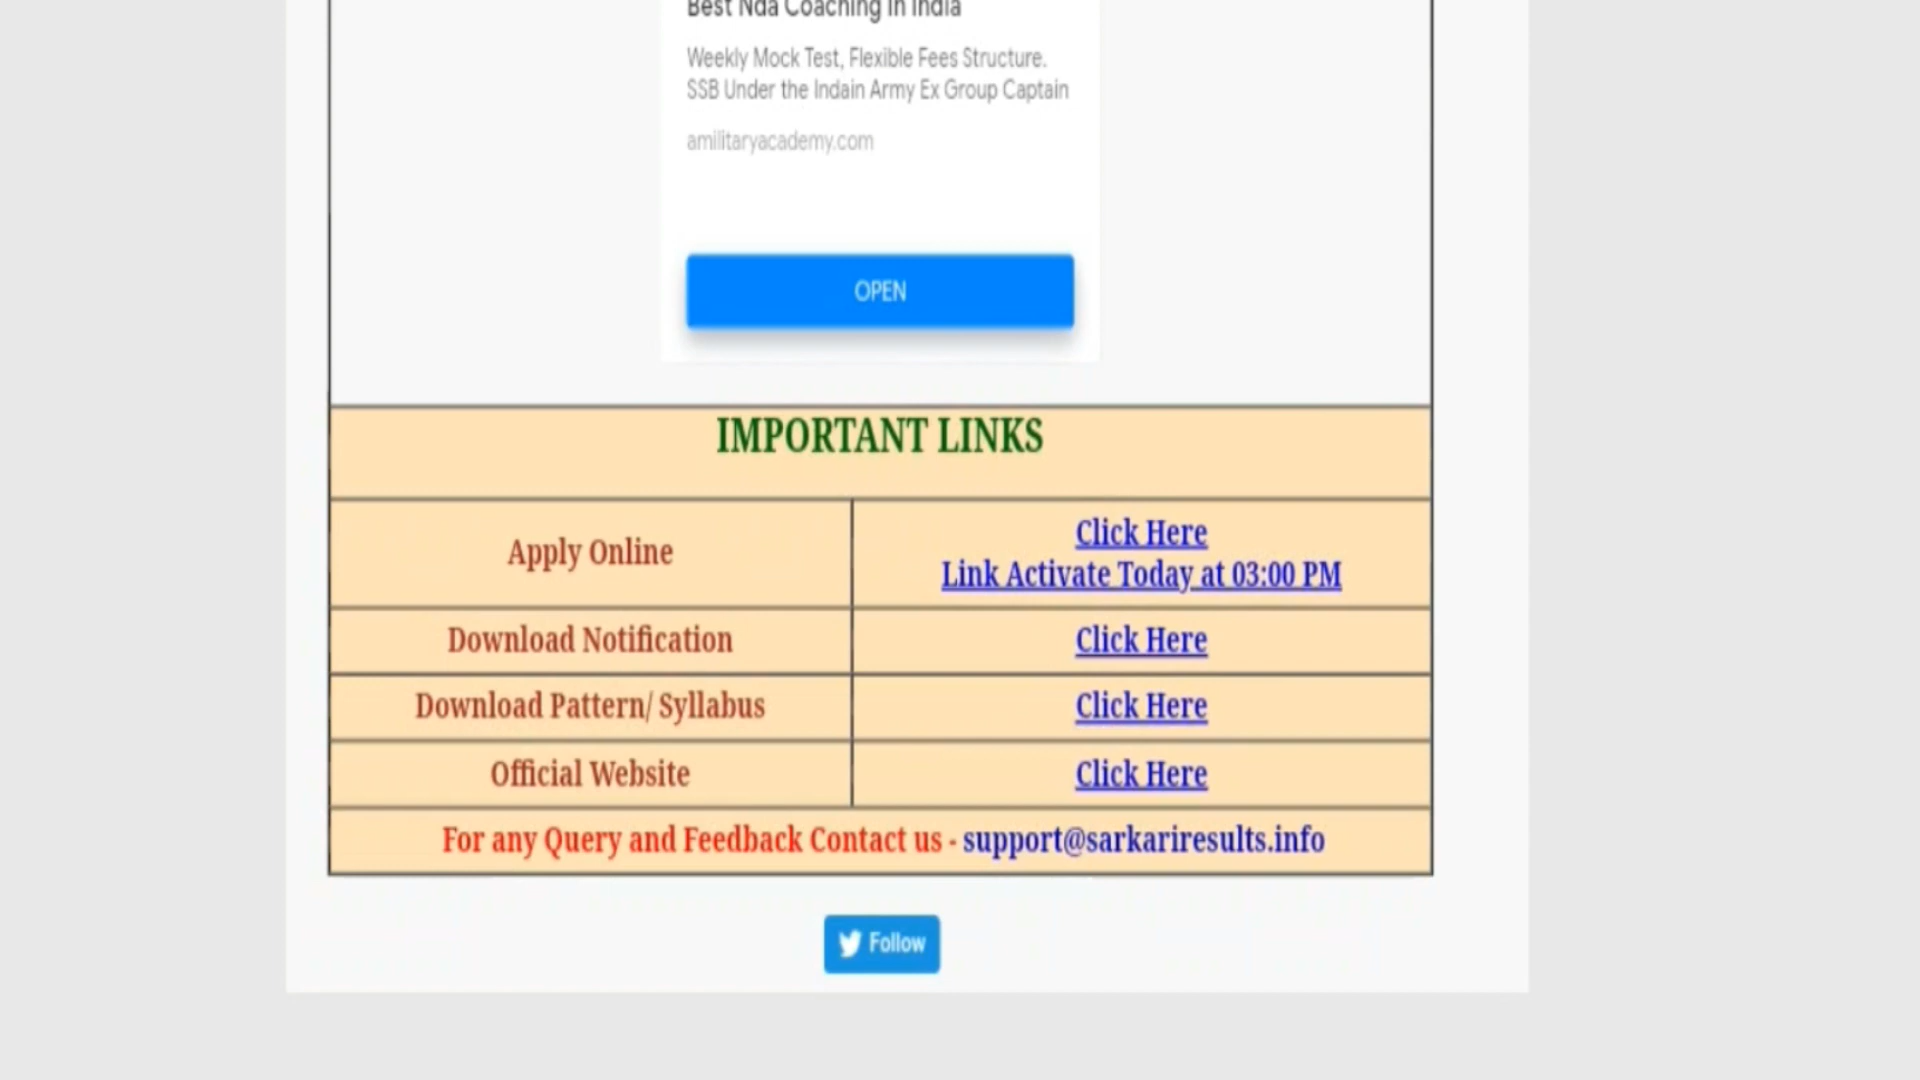 Best Nda Coaching in India
Weekly Mock Test, Flexible Fees Structure.
SSB Under the Indain Army Ex Group Captain
amilitaryacademy.com
OPEN
IMPORTANT LINKS
Apply Online
Click Here
Link Activate Today at 03:00 PM
Download Notification
Click Here
Download Pattern/ Syllabus
Click Here
Official Website
Click Here
For any Query and Feedback Contact us - support@sarkariresults.info
Follow